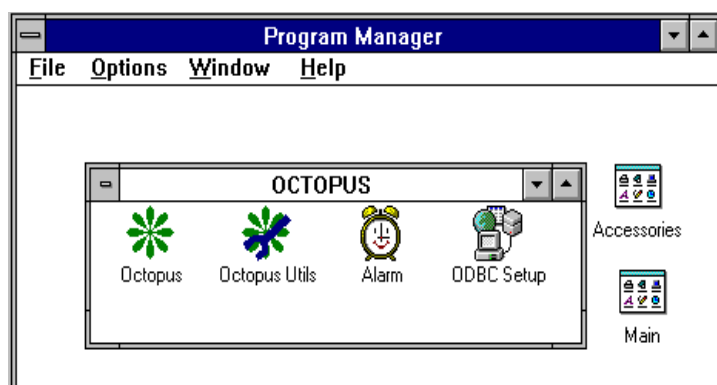 Program Manager
File Options Window Help
OCTOPUS
Octopus Octopus Utils Alarm ODBC Setup
Accessories
Main